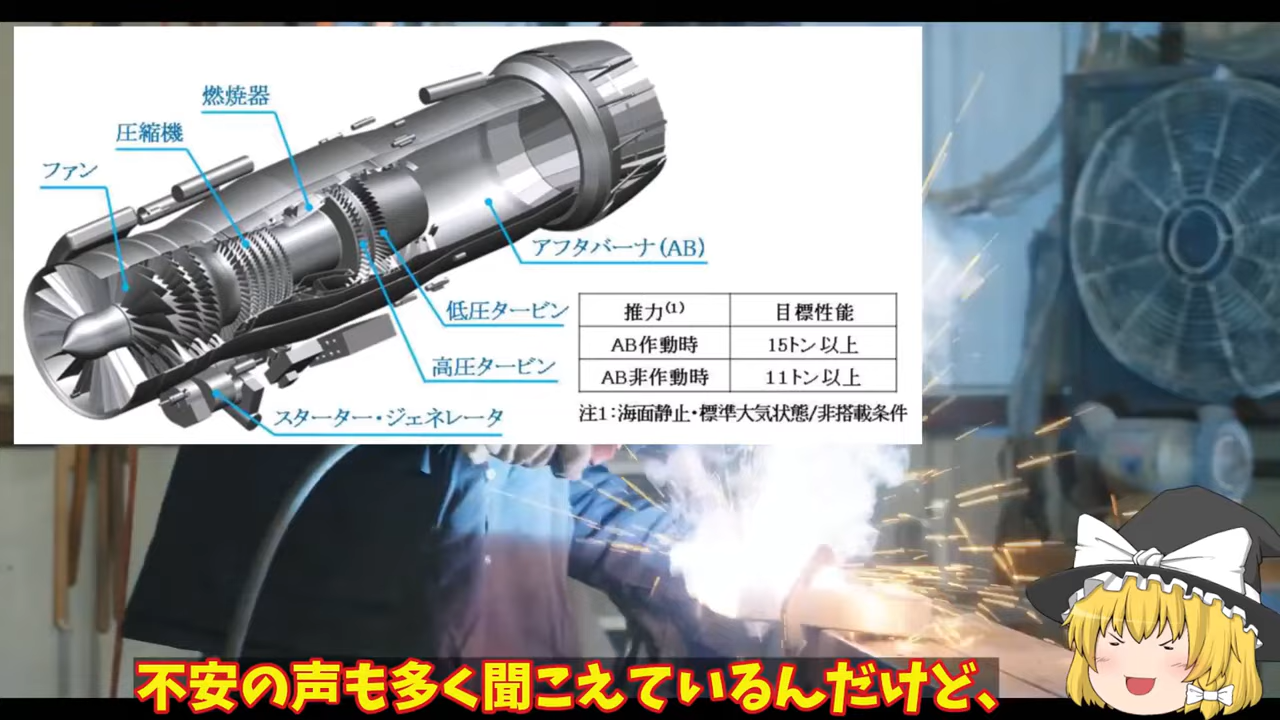 燃焼器
圧縮機
ファン
アフタバーナ(AB)
低圧タービン
高圧タービン
スターター・ジェネレータ
推力(1) 目標性能
AB作動時 15トン以上
AB非作動時 11トン以上
注1:海面静止・標準大気状態/非搭載条件
不安の声も多く聞こえているんだけど、